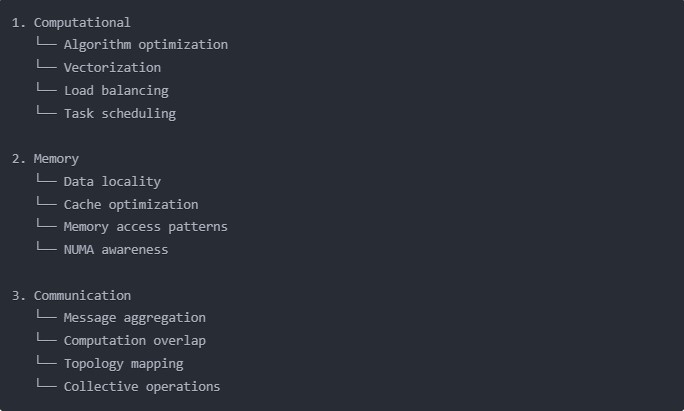 1. Computational
└── Algorithm optimization
└── Vectorization
└── Load balancing
└── Task scheduling
2. Memory
└── Data locality
└── Cache optimization
└── Memory access patterns
└── NUMA awareness
3. Communication
└── Message aggregation
└── Computation overlap
└── Topology mapping
└── Collective operations